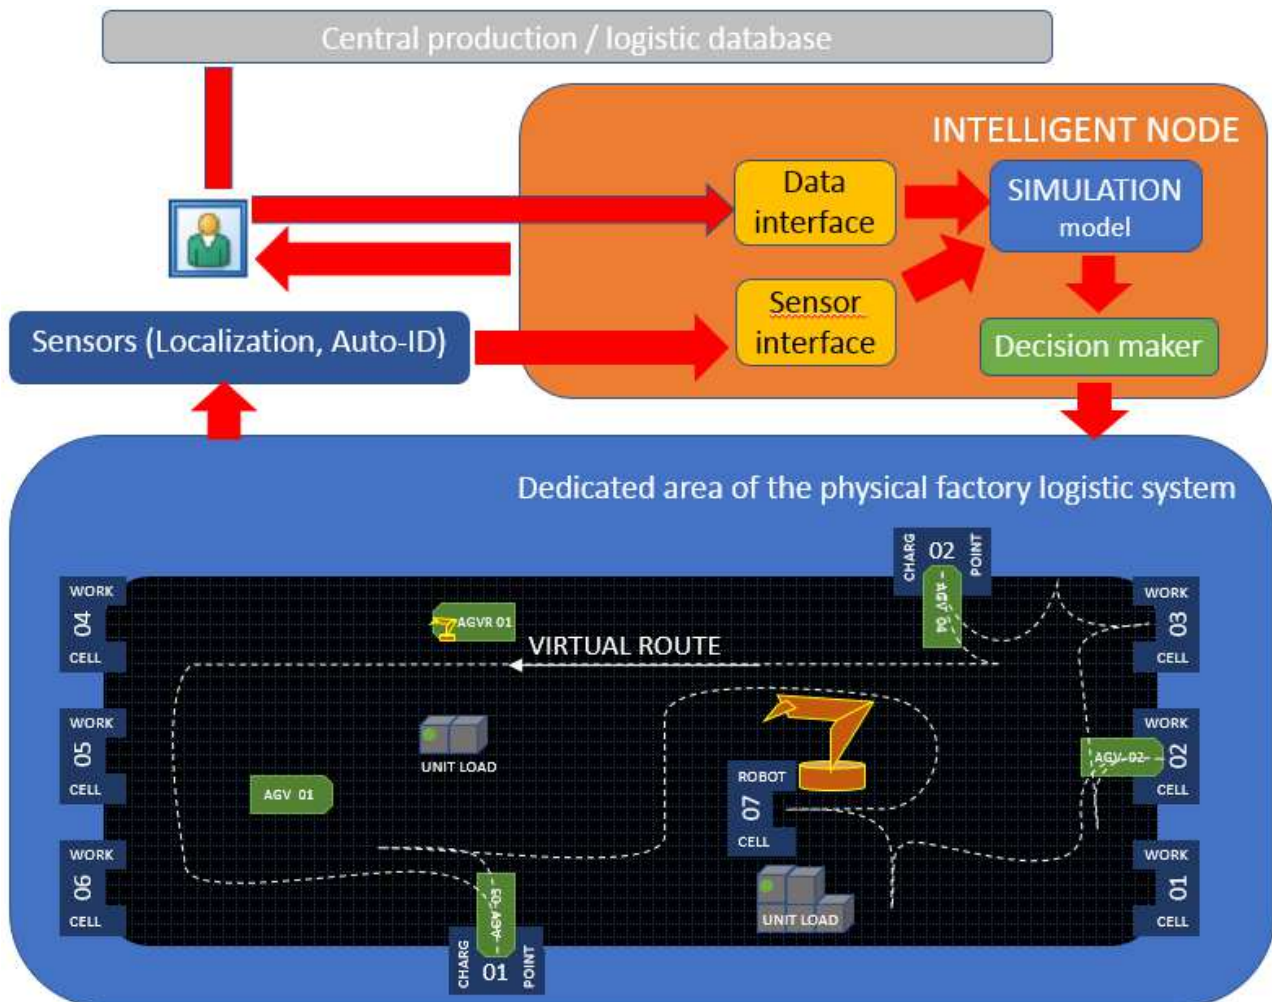 Central production / logistic database
INTELLIGENT NODE
Data
interface
SIMULATION
model
Sensor
interface
Sensors (Localization, Auto-ID)
Decision maker
Dedicated area of the physical factory logistic system
CHARG
02
POINT
AGV 04
WORK
04
CELL
AGVR 01
VIRTUAL ROUTE
WORK
03
CELL
WORK
05
CELL
UNIT LOAD
AGV 01
ROBOT
07
CELL
AGV 02
WORK
02
CELL
WORK
06
CELL
UNIT LOAD
WORK
01
CELL
AGV 03
CHARG
01
POINT